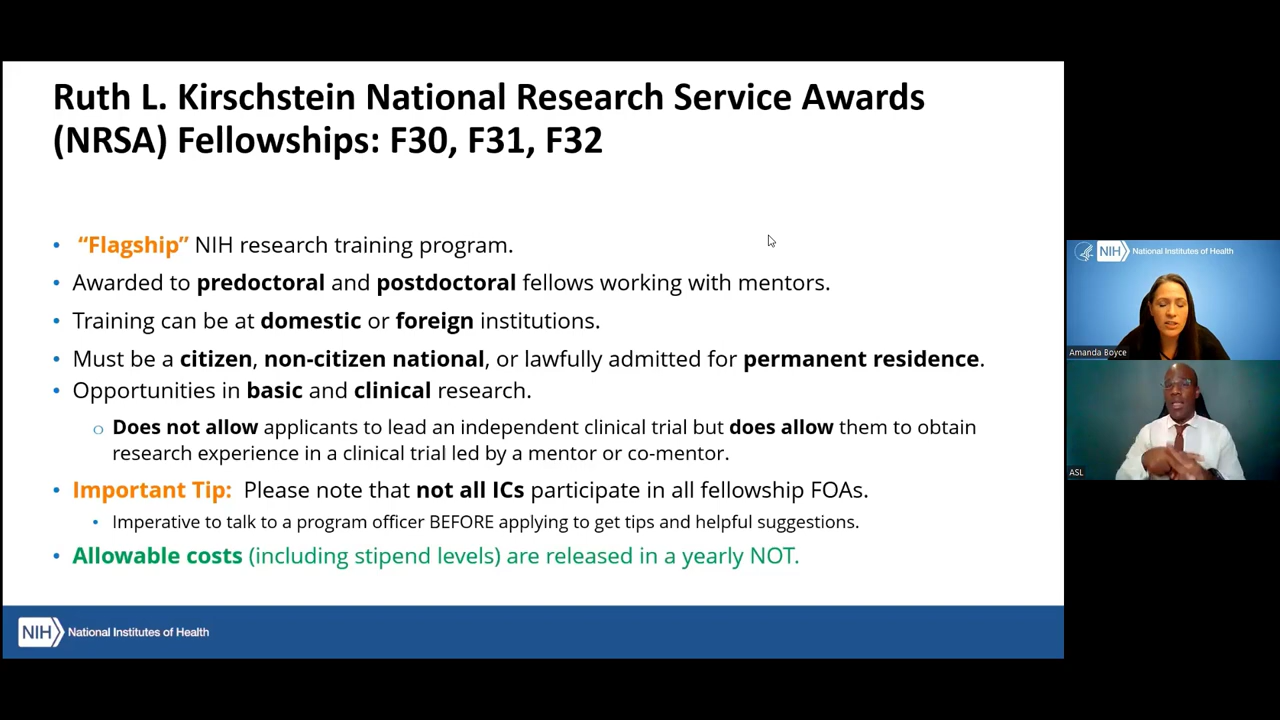 Ruth L. Kirschstein National Research Service Awards
(NRSA) Fellowships: F30, F31, F32
• “Flagship” NIH research training program.
• Awarded to predoctoral and postdoctoral fellows working with mentors.
• Training can be at domestic or foreign institutions.
• Must be a citizen, non-citizen national, or lawfully admitted for permanent residence.
• Opportunities in basic and clinical research.
o Does not allow applicants to lead an independent clinical trial but does allow them to obtain
research experience in a clinical trial led by a mentor or co-mentor.
• Important Tip: Please note that not all ICs participate in all fellowship FOAs.
• Imperative to talk to a program officer BEFORE applying to get tips and helpful suggestions.
• Allowable costs (including stipend levels) are released in a yearly NOT.
NIH National Institutes of Health
NIH National Institutes of Health
Amanda Boyce
ASL